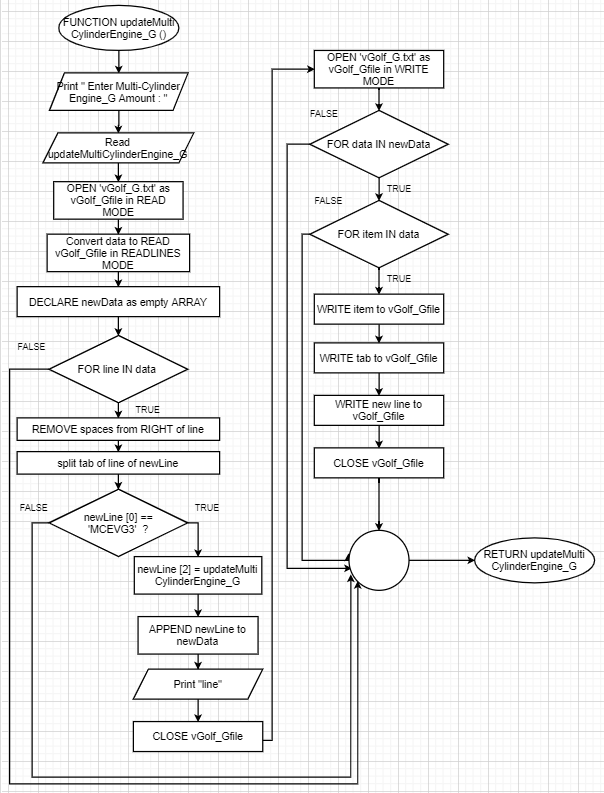 FUNCTION updateMulti
CylinderEngine_G ()
Print " Enter Multi-Cylinder
Engine_G Amount : "
Read
updateMultiCylinderEngine_G
OPEN 'vGolf_G.txt' as
vGolf_Gfile in READ
MODE
Convert data to READ
vGolf_Gfile in READLINES
MODE
DECLARE newData as empty ARRAY
FALSE
FOR line IN data
TRUE
REMOVE spaces from RIGHT of line
split tab of line of newLine
FALSE
TRUE
newLine [0] ==
'MCEVG3' ?
newLine [2] = updateMulti
CylinderEngine_G
APPEND newLine to
newData
Print "line"
CLOSE vGolf_Gfile
OPEN 'vGolf_G.txt' as
vGolf_Gfile in WRITE
MODE
FALSE
FOR data IN newData
TRUE
FALSE
FOR item IN data
TRUE
WRITE item to vGolf_Gfile
WRITE tab to vGolf_Gfile
WRITE new line to
vGolf_Gfile
CLOSE vGolf_Gfile
RETURN updateMulti
CylinderEngine_G